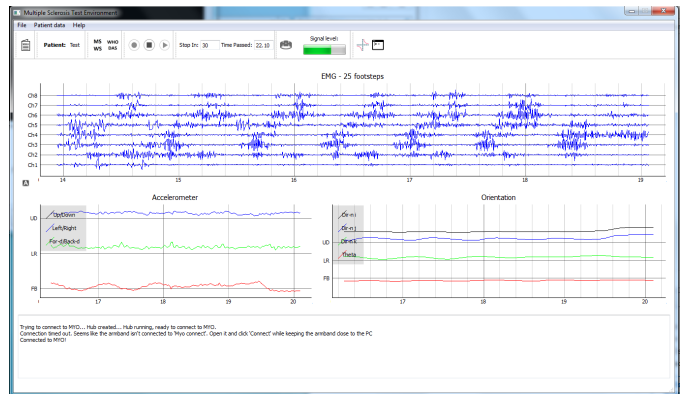 Multiple Sclerosis Test Environment
File Patient data Help
Patient: Test MS WS WHO DAS Stop In: 30 Time Passed: 22.10 Signal level:
EMG - 25 footsteps
Ch8
Ch7
Ch6
Ch5
Ch4
Ch3
Ch2
Ch1
14 15 16 17 18 19
A
Accelerometer
Up/Down
UD
Left/Right
For-d/Back-d
LR
FB
17 18 19 20
Orientation
Dir-n i
Dir-n j
UD Dir-n k
LR Theta
FB
17 18 19 20
Trying to connect to MYO... Hub created... Hub running, ready to connect to MYO.
Connection timed out. Seems like the armband isn't connected to 'Myo connect'. Open it and click 'Connect' while keeping the armband close to the PC
Connected to MYO!